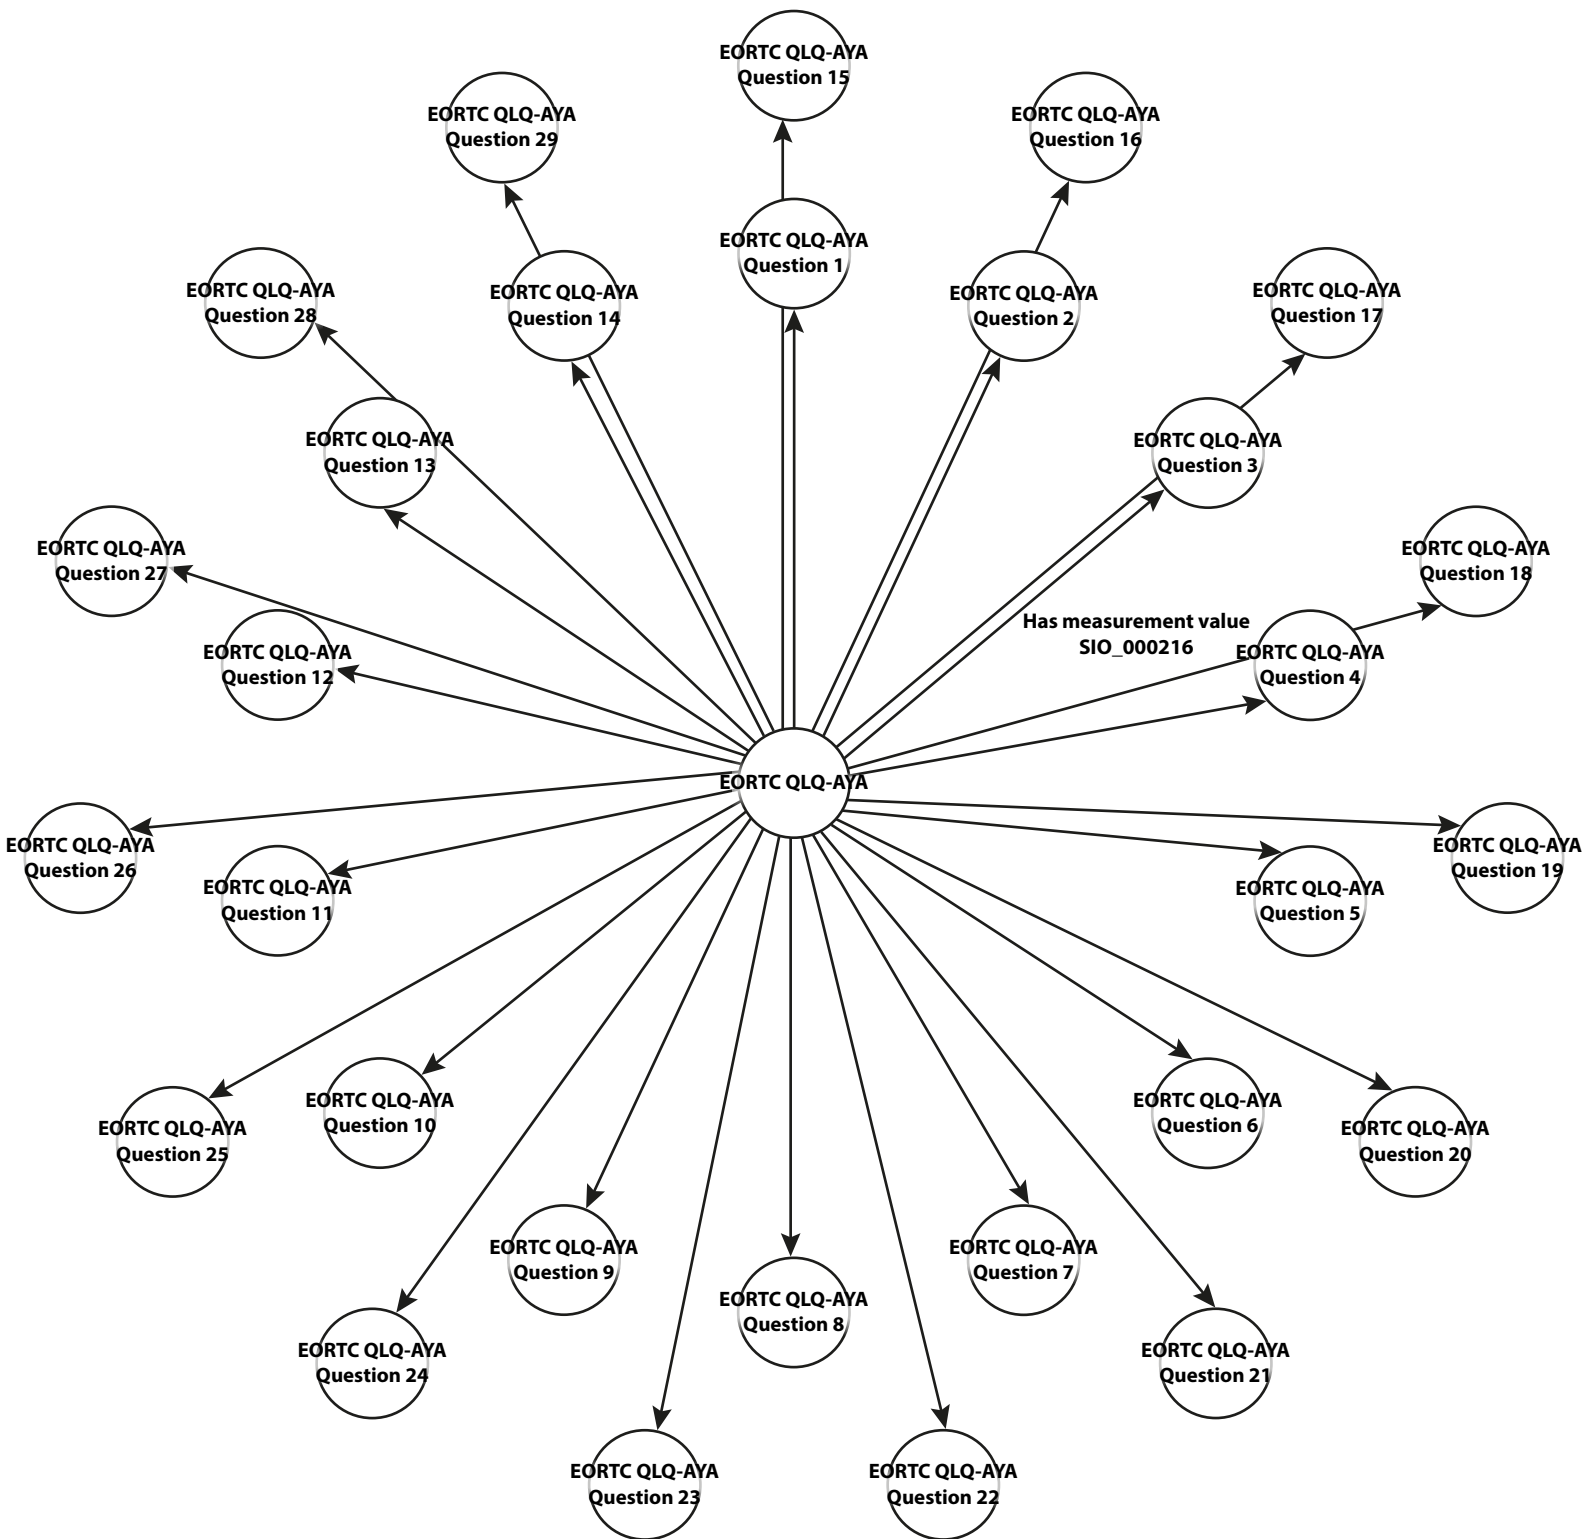 EORTC QLQ-AYA
Question 15
EORTC QLQ-AYA
Question 29
EORTC QLQ-AYA
Question 16
EORTC QLQ-AYA
Question 1
EORTC QLQ-AYA
Question 28
EORTC QLQ-AYA
Question 14
EORTC QLQ-AYA
Question 2
EORTC QLQ-AYA
Question 17
EORTC QLQ-AYA
Question 13
EORTC QLQ-AYA
Question 3
EORTC QLQ-AYA
Question 27
EORTC QLQ-AYA
Question 18
Has measurement value
SIO_000216
EORTC QLQ-AYA
Question 12
EORTC QLQ-AYA
Question 4
EORTC QLQ-AYA
EORTC QLQ-AYA
Question 26
EORTC QLQ-AYA
Question 19
EORTC QLQ-AYA
Question 11
EORTC QLQ-AYA
Question 5
EORTC QLQ-AYA
Question 25
EORTC QLQ-AYA
Question 10
EORTC QLQ-AYA
Question 6
EORTC QLQ-AYA
Question 20
EORTC QLQ-AYA
Question 9
EORTC QLQ-AYA
Question 7
EORTC QLQ-AYA
Question 8
EORTC QLQ-AYA
Question 24
EORTC QLQ-AYA
Question 21
EORTC QLQ-AYA
Question 23
EORTC QLQ-AYA
Question 22